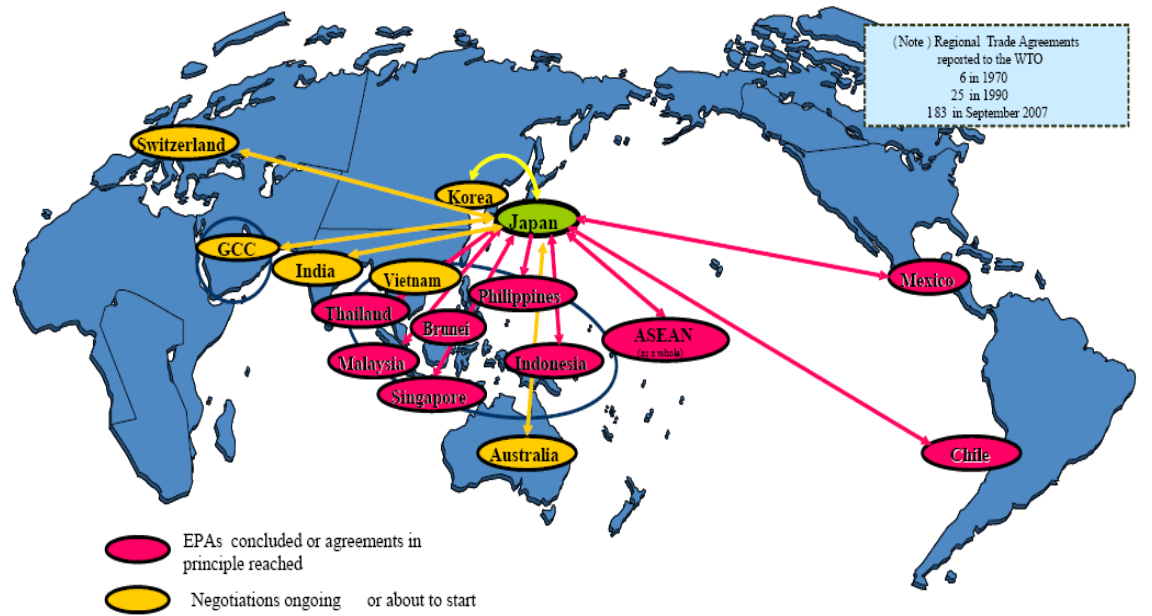 (Note) Regional Trade Agreements
reported to the WTO
6 in 1970
25 in 1990
183 in September 2007
Switzerland
Korea
Japan
GCC
India
Vietnam
Mexico
Philippines
Thailand
Brunei
ASEAN
(as a whole)
Malaysia
Indonesia
Singapore
Australia
Chile
EPAs concluded or agreements in
principle reached
Negotiations ongoing or about to start